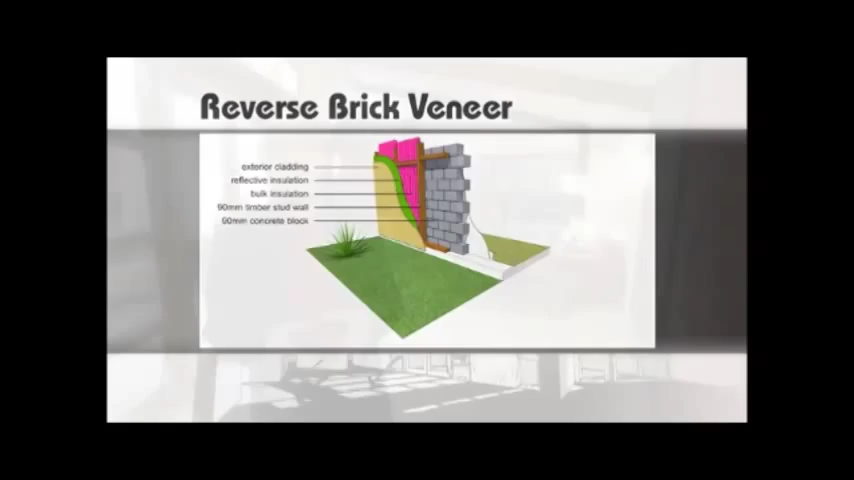 Reverse Brick Veneer
exterior cladding
reflective insulation
bulk insulation
90mm timber stud wall
90mm concrete block